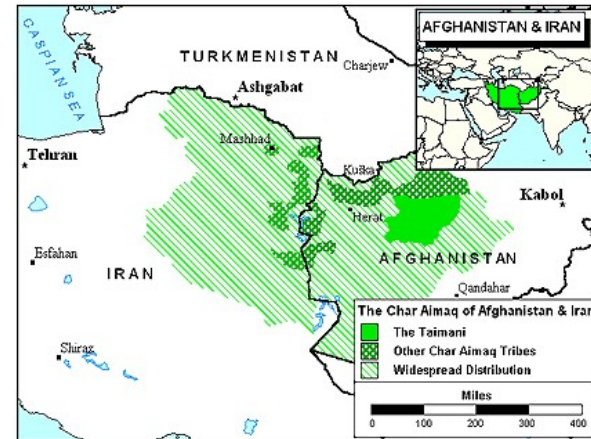 AFGHANISTAN & IRAN
CASPIAN SEA
TURKMENISTAN
Charjew
Ashgabat
Mashhad
Kuška
Tehran
Kabol
Herat
Esfahan
IRAN
AFGHANISTAN
Qandahar
Shiraz
The Char Aimaq of Afghanistan & Iran
The Taimani
Other Char Aimaq Tribes
Widespread Distribution
Miles
0 100 200 300 400